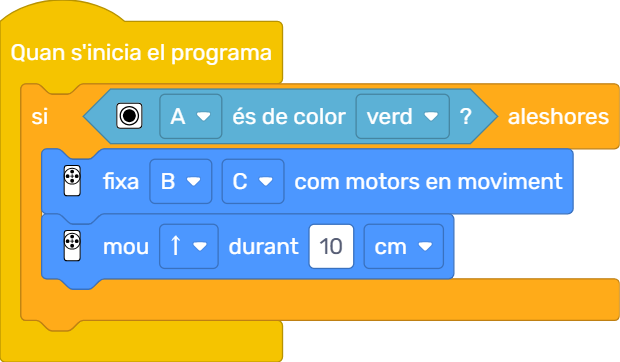 Quan s'inicia el programa
si A és de color verd ? aleshores
fixa B C com motors en moviment
mou ↑ durant 10 cm